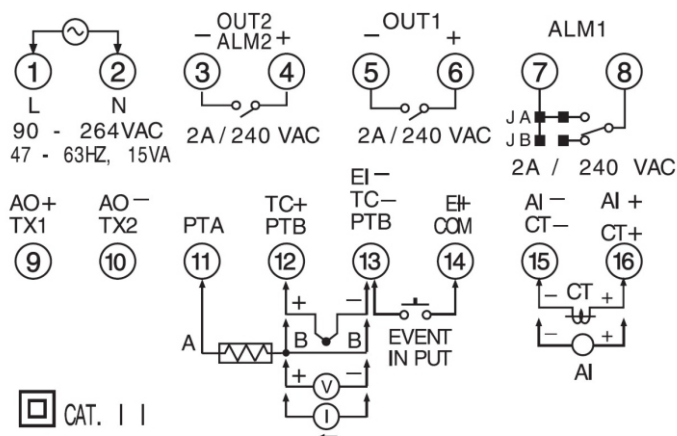 OUT2
− ALM2 +
− OUT1 +
ALM1
1 2 3 4 5 6 7 8
L N
90 - 264VAC
47 - 63HZ, 15VA
2A / 240 VAC
2A / 240 VAC
JA
JB
2A / 240 VAC
AO+
TX1
AO−
TX2
PTA
TC+
PTB
EI−
TC−
PTB
EI+
COM
AI −
CT−
AI +
CT+
9 10 11 12 13 14 15 16
+ −
− CT +
A
B B
EVENT
IN PUT
− +
AI
+ V −
I
CAT. I I